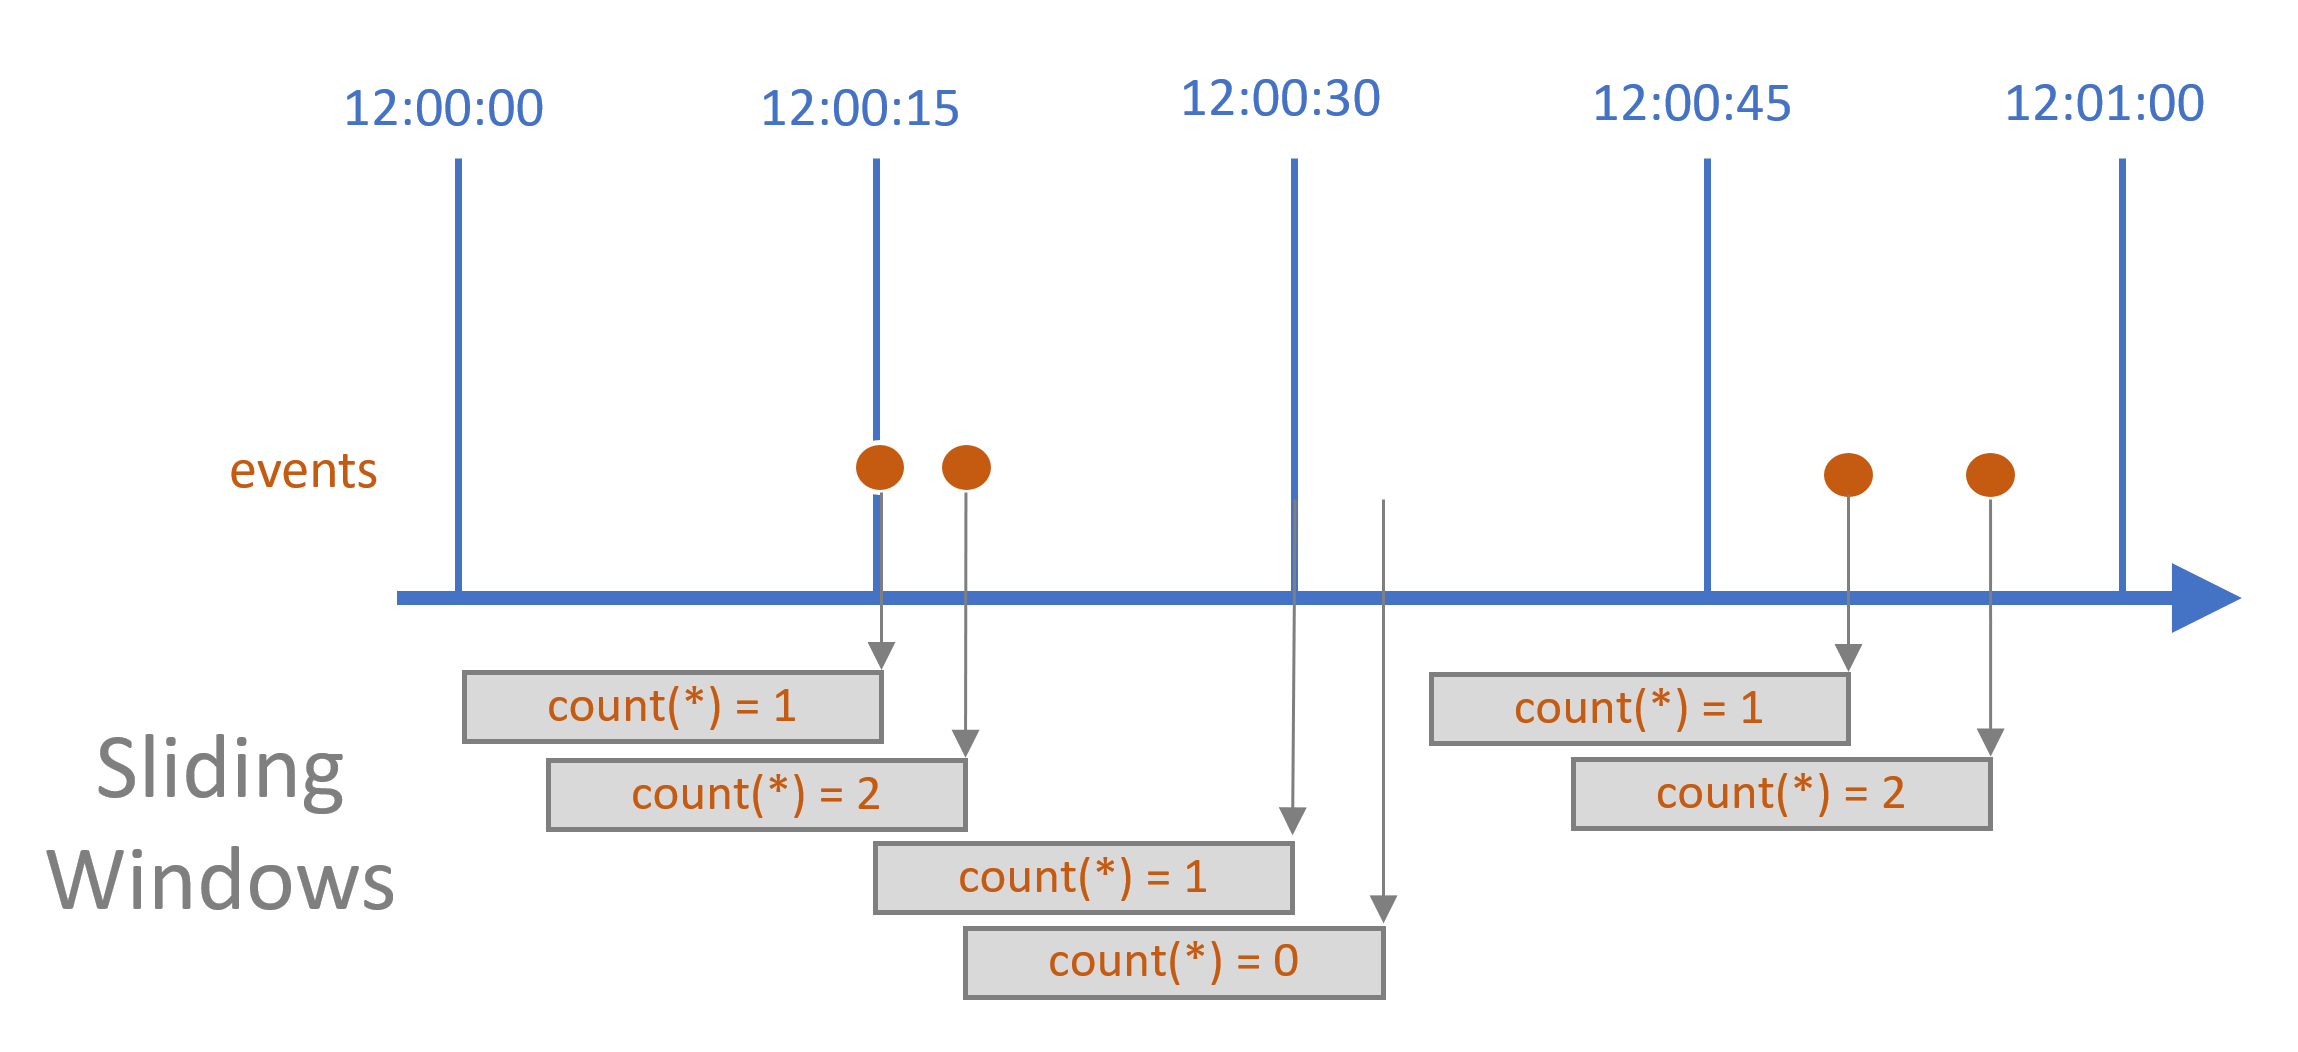 12:00:00
12:00:15
12:00:30
12:00:45
12:01:00
events
count(*) = 1
count(*) = 2
count(*) = 1
count(*) = 0
count(*) = 1
count(*) = 2
Sliding
Windows